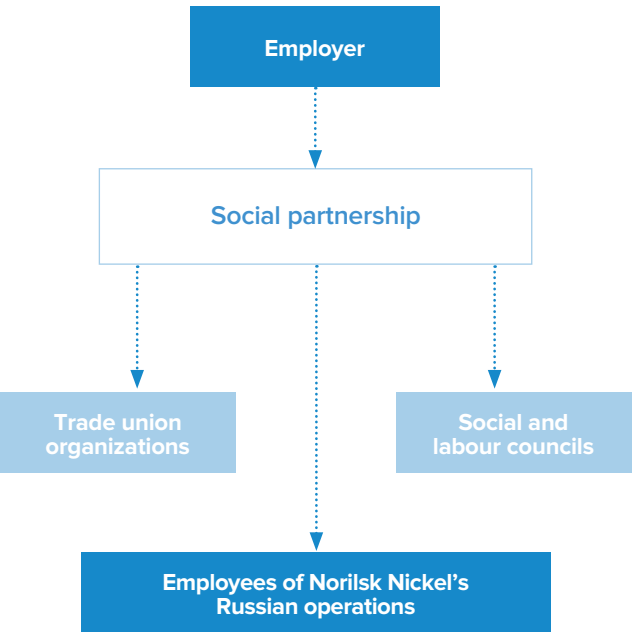 Employer
Social partnership
Trade union
organizations
Social and
labour councils
Employees of Norilsk Nickel’s
Russian operations